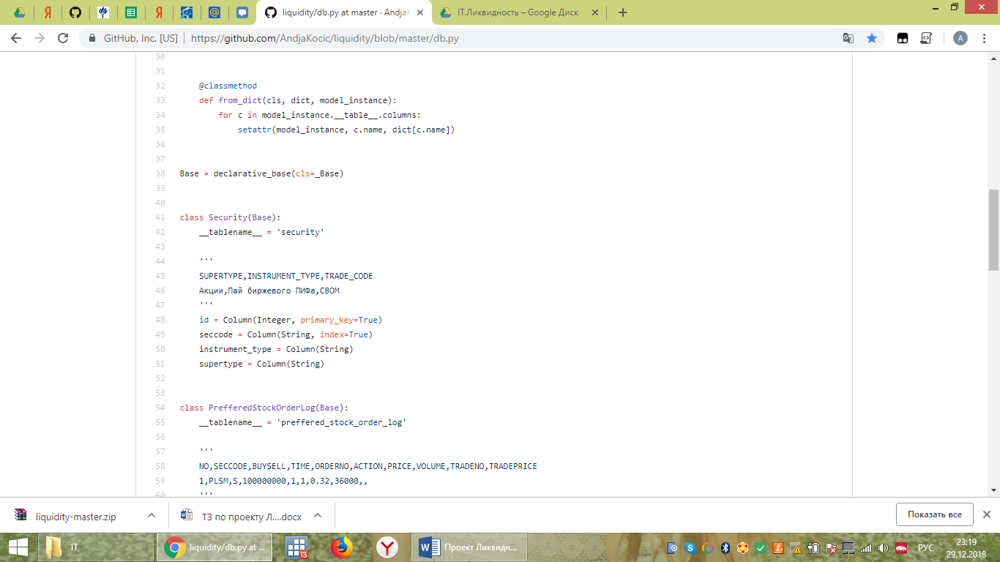 liquidity/db.py at master · AndjaK
IT.Ликвидность – Google Диск
GitHub, Inc. [US]
https://github.com/AndjaKocic/liquidity/blob/master/db.py
A
30
31
32 @classmethod
33 def from_dict(cls, dict, model_instance):
34 for c in model_instance.__table__.columns:
35 setattr(model_instance, c.name, dict[c.name])
36
37
38 Base = declarative_base(cls=_Base)
39
40
41 class Security(Base):
42 __tablename__ = 'security'
43
44 '''
45 SUPERTYPE,INSTRUMENT_TYPE,TRADE_CODE
46 Акции,Пай биржевого ПИФа,CBOM
47 '''
48 id = Column(Integer, primary_key=True)
49 seccode = Column(String, index=True)
50 instrument_type = Column(String)
51 supertype = Column(String)
52
53
54 class PrefferedStockOrderLog(Base):
55 __tablename__ = 'preffered_stock_order_log'
56
57 '''
58 NO,SECCODE,BUYSELL,TIME,ORDERNO,ACTION,PRICE,VOLUME,TRADENO,TRADEPRICE
59 1,PLSM,S,100000000,1,1,0.32,36000,,
60 '''
liquidity-master.zip
ТЗ по проекту Л....docx
Показать все
IT
liquidity/db.py at ...
13
Проект Ликвидн...
РУС
23:19
29.12.2018